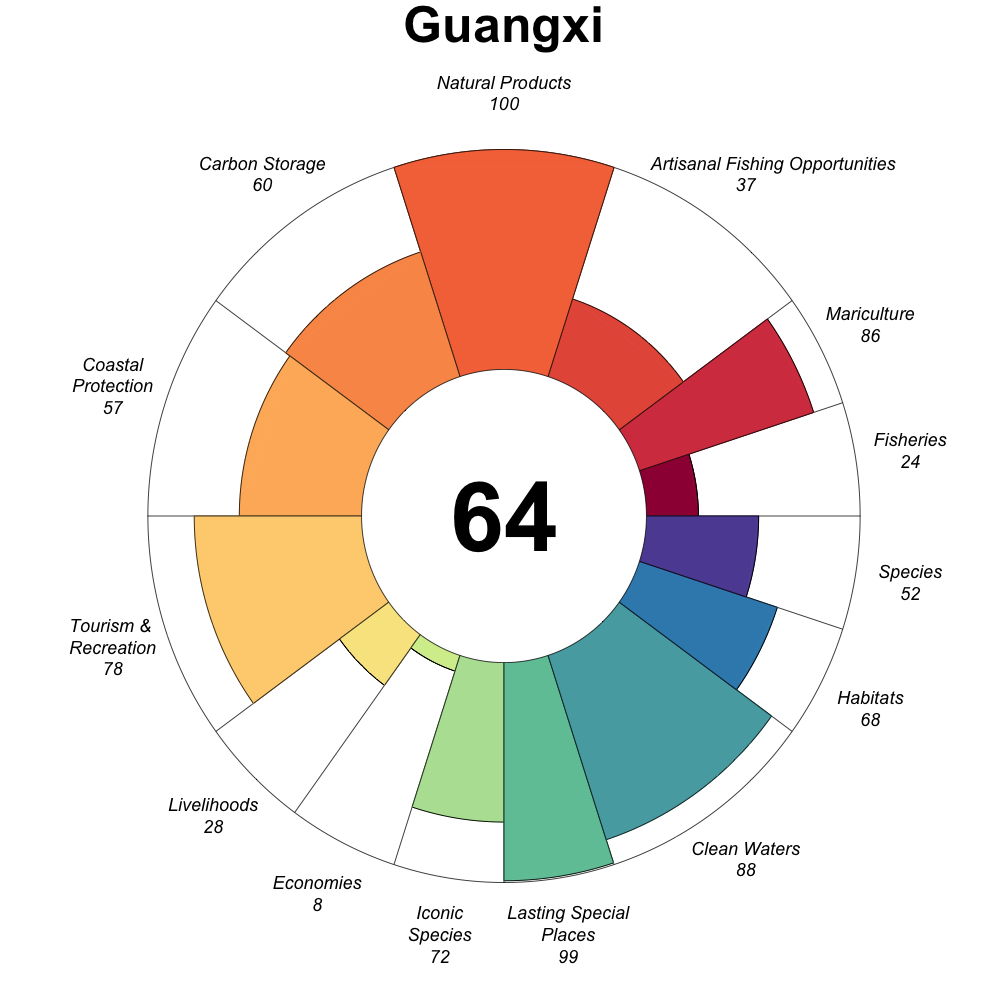 Guangxi
Natural Products
100
Carbon Storage
60
Artisanal Fishing Opportunities
37
Mariculture
86
Coastal
Protection
57
Fisheries
24
64
Species
52
Tourism &
Recreation
78
Habitats
68
Livelihoods
28
Clean Waters
88
Economies
8
Iconic
Species
72
Lasting Special
Places
99